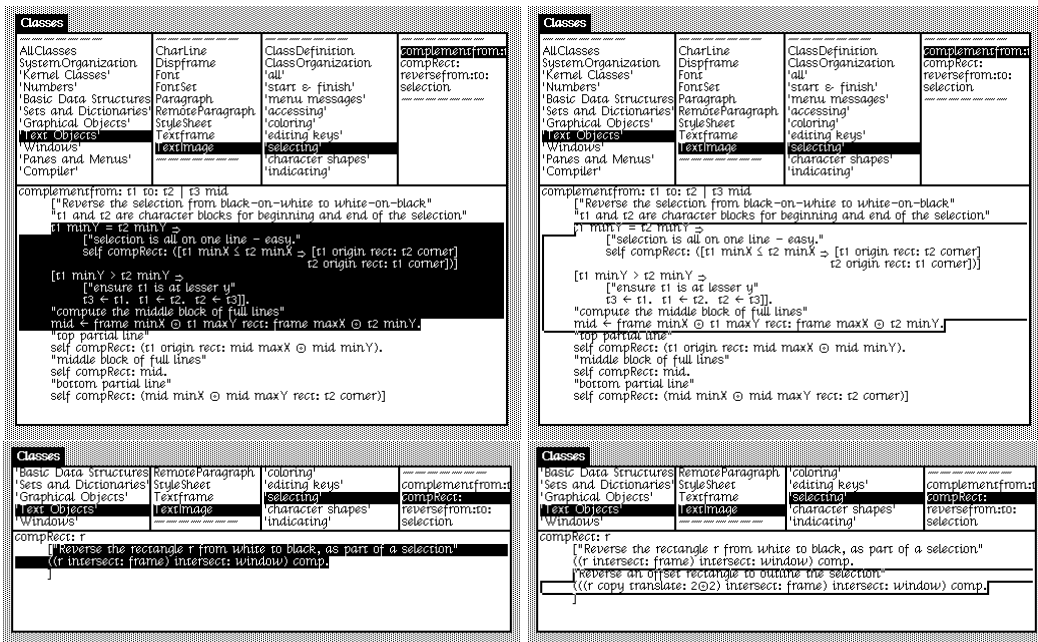 Classes
AllClasses
SystemOrganization
'Kernel Classes'
'Numbers'
'Basic Data Structures'
'Sets and Dictionaries'
'Graphical Objects'
'Text Objects'
'Windows'
'Panes and Menus'
'Compiler'
CharLine
Dispframe
Font
FontSet
Paragraph
RemoteParagraph
StyleSheet
Textframe
TextImage
ClassDefinition
ClassOrganization
'all'
'start & finish'
'menu messages'
'accessing'
'coloring'
'editing keys'
'selecting'
'character shapes'
'indicating'
complementfrom:t
compRect:
reversefrom:to:
selection
complementfrom: t1 to: t2 | t3 mid
["Reverse the selection from black-on-white to white-on-black"
"t1 and t2 are character blocks for beginning and end of the selection"
t1 minY = t2 minY ⇒
["selection is all on one line - easy."
self compRect: ([t1 minX ≤ t2 minX ⇒ [t1 origin rect: t2 corner]
t2 origin rect: t1 corner])]
[t1 minY > t2 minY ⇒
["ensure t1 is at lesser y"
t3 ← t1. t1 ← t2. t2 ← t3]].
"compute the middle block of full lines"
mid ← frame minX ⊙ t1 maxY rect: frame maxX ⊙ t2 minY.
"top partial line"
self compRect: (t1 origin rect: mid maxX ⊙ mid minY).
"middle block of full lines"
self compRect: mid.
"bottom partial line"
self compRect: (mid minX ⊙ mid maxY rect: t2 corner)]
Classes
AllClasses
SystemOrganization
'Kernel Classes'
'Numbers'
'Basic Data Structures'
'Sets and Dictionaries'
'Graphical Objects'
'Text Objects'
'Windows'
'Panes and Menus'
'Compiler'
CharLine
Dispframe
Font
FontSet
Paragraph
RemoteParagraph
StyleSheet
Textframe
TextImage
ClassDefinition
ClassOrganization
'all'
'start & finish'
'menu messages'
'accessing'
'coloring'
'editing keys'
'selecting'
'character shapes'
'indicating'
complementfrom:t
compRect:
reversefrom:to:
selection
complementfrom: t1 to: t2 | t3 mid
["Reverse the selection from black-on-white to white-on-black"
"t1 and t2 are character blocks for beginning and end of the selection"
t1 minY = t2 minY ⇒
["selection is all on one line - easy."
self compRect: ([t1 minX ≤ t2 minX ⇒ [t1 origin rect: t2 corner]
t2 origin rect: t1 corner])]
[t1 minY > t2 minY ⇒
["ensure t1 is at lesser y"
t3 ← t1. t1 ← t2. t2 ← t3]].
"compute the middle block of full lines"
mid ← frame minX ⊙ t1 maxY rect: frame maxX ⊙ t2 minY.
"top partial line"
self compRect: (t1 origin rect: mid maxX ⊙ mid minY).
"middle block of full lines"
self compRect: mid.
"bottom partial line"
self compRect: (mid minX ⊙ mid maxY rect: t2 corner)]
Classes
'Basic Data Structures
'Sets and Dictionaries'
'Graphical Objects'
'Text Objects'
'Windows'
RemoteParagraph
StyleSheet
Textframe
TextImage
'coloring'
'editing keys'
'selecting'
'character shapes'
'indicating'
complementfrom:t
compRect:
reversefrom:to:
selection
compRect: r
["Reverse the rectangle r from white to black, as part of a selection"
((r intersect: frame) intersect: window) comp.
]
Classes
'Basic Data Structures
'Sets and Dictionaries'
'Graphical Objects'
'Text Objects'
'Windows'
RemoteParagraph
StyleSheet
Textframe
TextImage
'coloring'
'editing keys'
'selecting'
'character shapes'
'indicating'
complementfrom:t
compRect:
reversefrom:to:
selection
compRect: r
["Reverse the rectangle r from white to black, as part of a selection"
((r intersect: frame) intersect: window) comp.
"Reverse an offset rectangle to outline the selection"
(((r copy translate: 2⊙2) intersect: frame) intersect: window) comp.
]